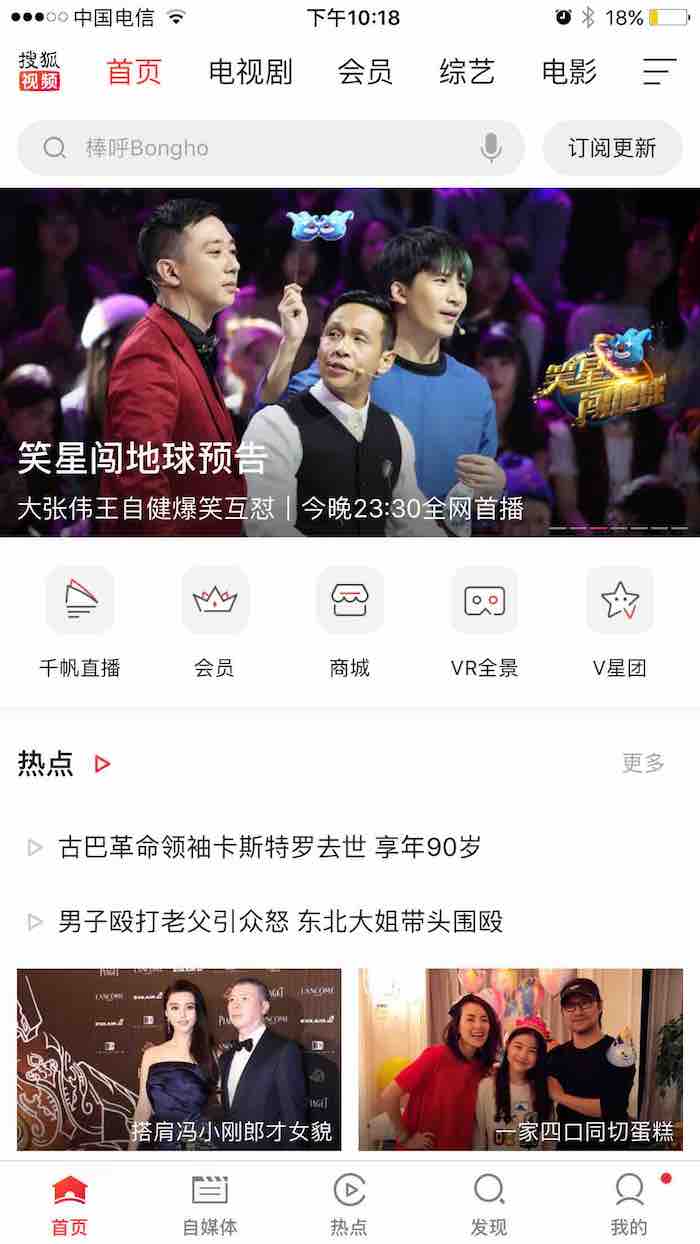 中国电信 下午10:18 18%
搜狐
视频
首页 电视剧 会员 综艺 电影
棒呼Bongho 订阅更新
笑星闯地球
笑星闯地球预告
大张伟王自健爆笑互怼｜今晚23:30全网首播
千帆直播 会员 商城 VR全景 V星团
热点 更多
古巴革命领袖卡斯特罗去世 享年90岁
男子殴打老父引众怒 东北大姐带头围殴
PIAGET
LANCÔME
PIAGET
LANCOME
PIAGET
搭肩冯小刚郎才女貌 一家四口同切蛋糕
首页 自媒体 热点 发现 我的